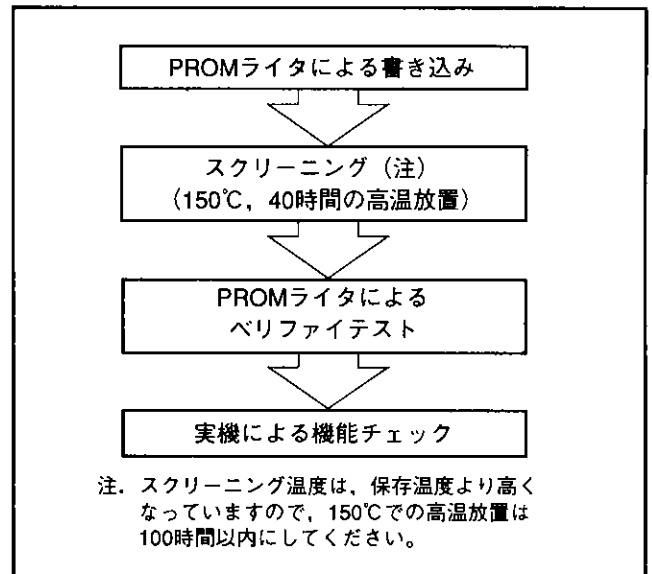 PROMライタによる書き込み
スクリーニング（注）
（150℃，40時間の高温放置）
PROMライタによる
ベリファイテスト
実機による機能チェック
注．スクリーニング温度は，保存温度より高く
なっていますので，150℃での高温放置は
100時間以内にしてください。